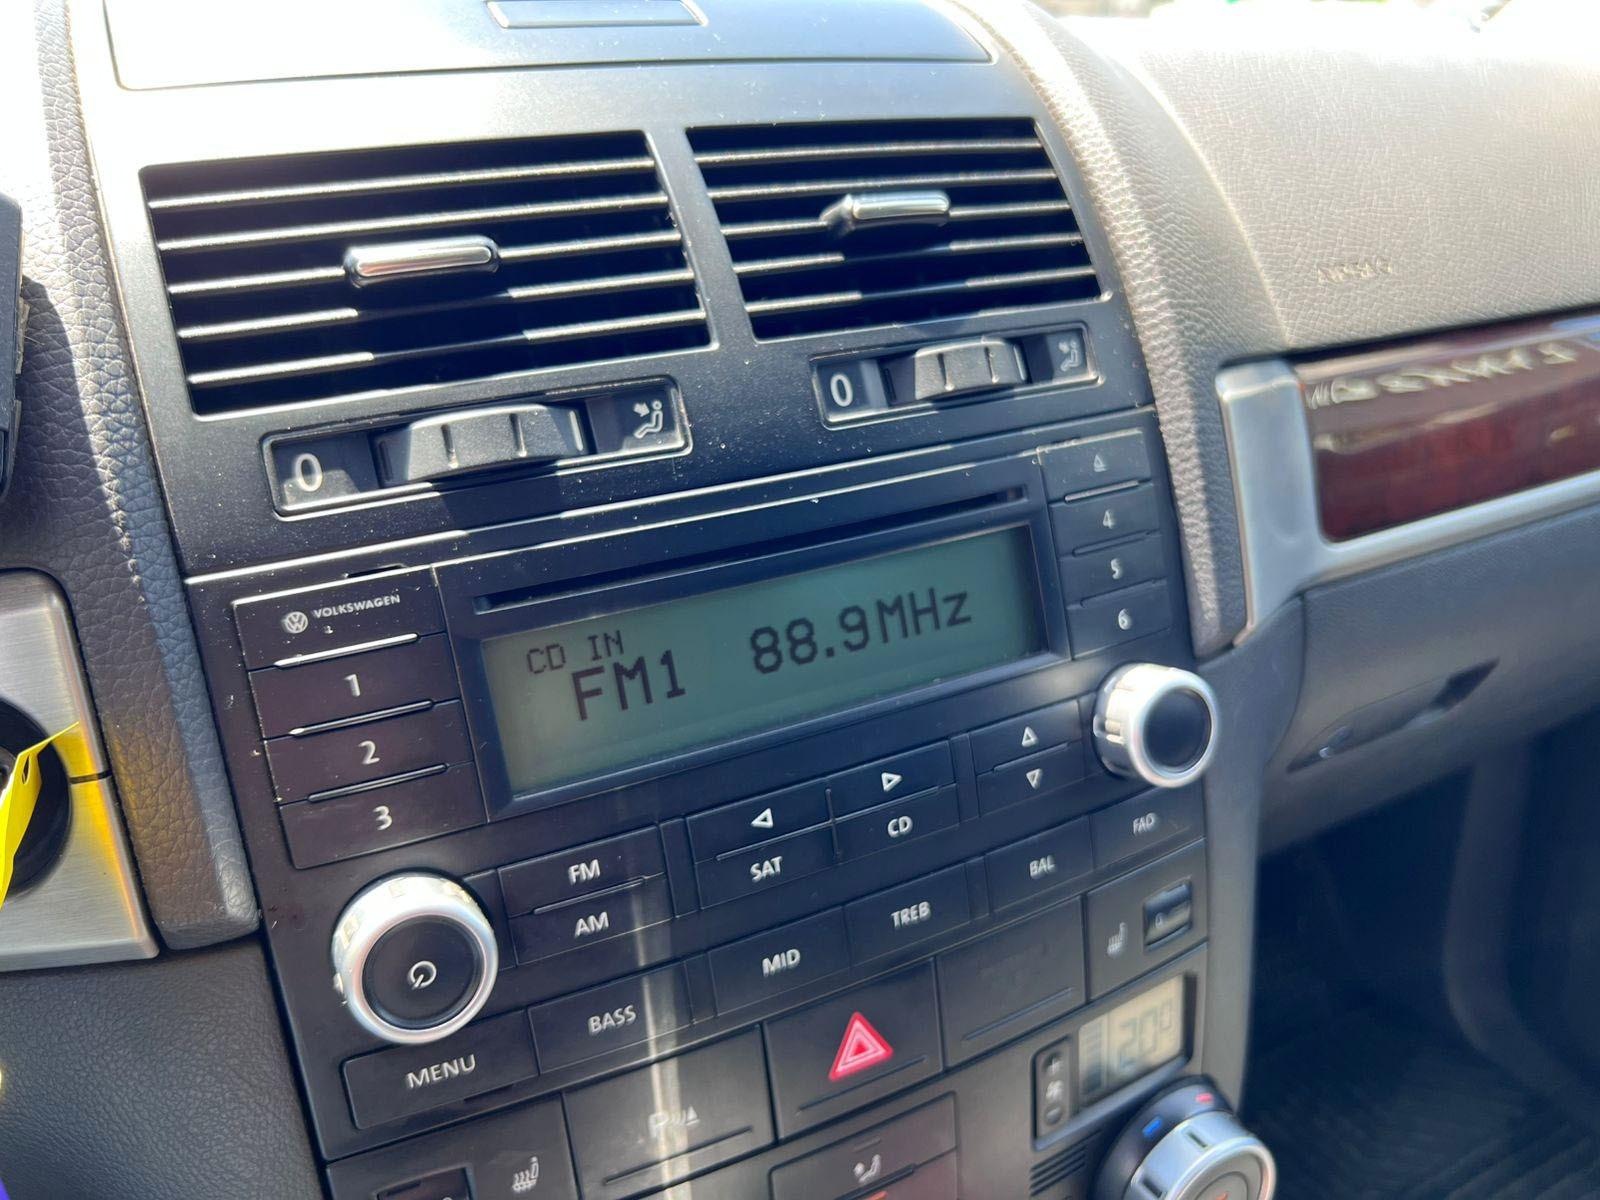 AIRBAG
0
0
VOLKSWAGEN
CD IN
FM1 88.9MHz
1
2
3
4
5
6
FM
AM
SAT
CD
BASS
MID
TREB
BAL
FAD
MENU
P